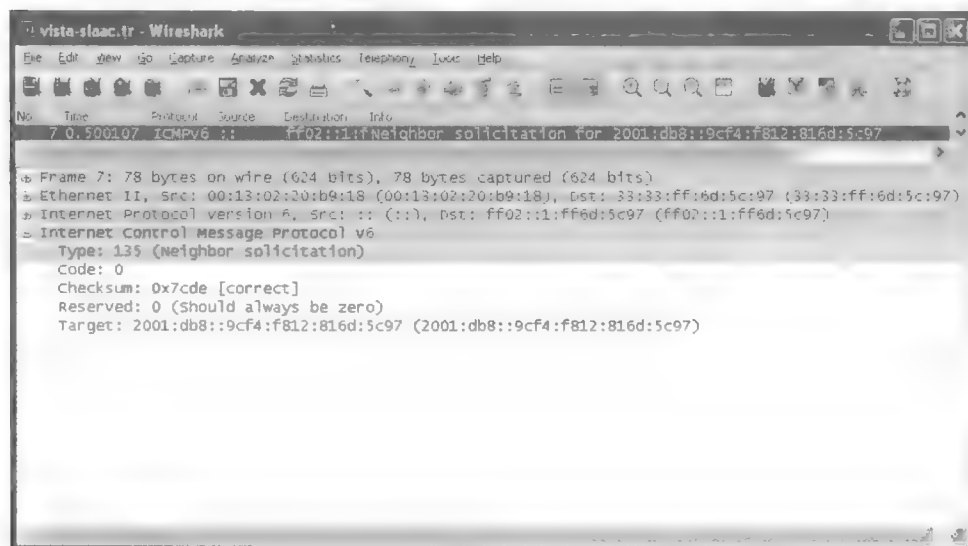 vista-slaac.tr - Wireshark
File Edit View Go Capture Analyze Statistics Telephony Tools Help
No. Time Protocol Source Destination Info
7 0.500107 ICMPV6 :: ff02::1:f Neighbor solicitation for 2001:db8::9cf4:f812:816d:5c97
Frame 7: 78 bytes on wire (624 bits), 78 bytes captured (624 bits)
Ethernet II, Src: 00:13:02:20:b9:18 (00:13:02:20:b9:18), Dst: 33:33:ff:6d:5c:97 (33:33:ff:6d:5c:97)
Internet Protocol Version 6, Src: :: (::), Dst: ff02::1:ff6d:5c97 (ff02::1:ff6d:5c97)
Internet Control Message Protocol v6
Type: 135 (Neighbor solicitation)
Code: 0
Checksum: 0x7cde [correct]
Reserved: 0 (Should always be zero)
Target: 2001:db8::9cf4:f812:816d:5c97 (2001:db8::9cf4:f812:816d:5c97)